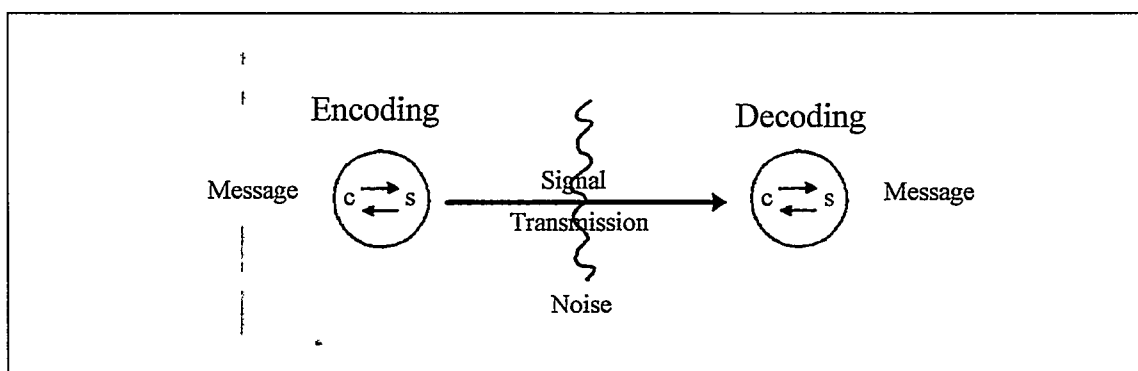 Encoding
Decoding
Message
c
s
Signal
Transmission
c
s
Message
Noise